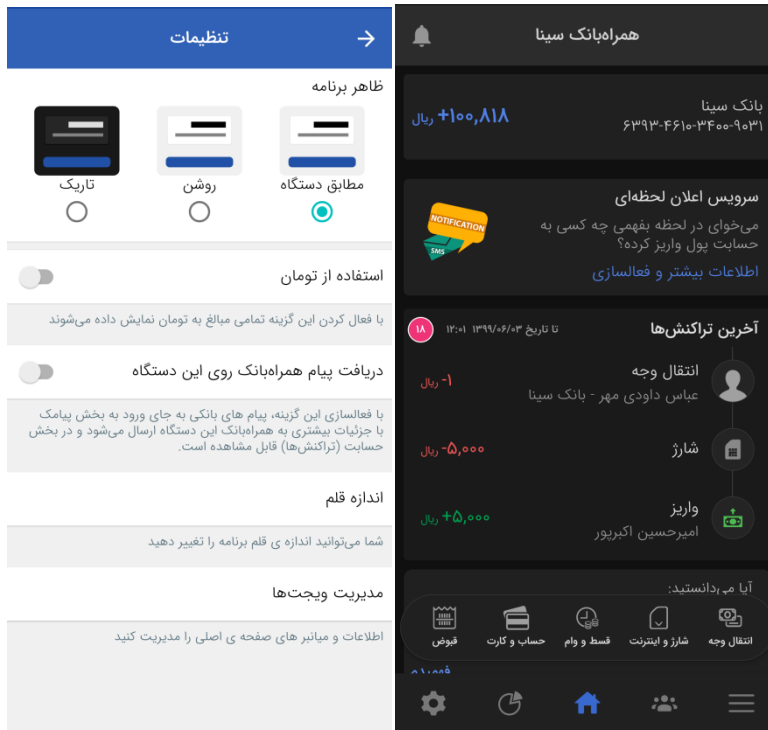 همراه‌بانک سینا
بانک سینا
۶۳۹۳-۴۶۱۰-۳۴۰۰-۹۰۳۱
+۱۰۰,۸۱۸ ریال
سرویس اعلان لحظه‌ای
می‌خوای در لحظه بفهمی چه کسی به
حسابت پول واریز کرده؟
اطلاعات بیشتر و فعالسازی
NOTIFICATION
SMS
آخرین تراکنش‌ها
تا تاریخ ۱۳۹۹/۰۶/۰۳ ۱۲:۰۱
۱۸
انتقال وجه
عباس داودی مهر - بانک سینا
-۱ ریال
شارژ
-۵,۰۰۰ ریال
واریز
امیرحسین اکبرپور
+۵,۰۰۰ ریال
آیا می‌دانستید:
انتقال وجه
شارژ و اینترنت
قسط و وام
حساب و کارت
قبوض
تنظیمات
ظاهر برنامه
مطابق دستگاه
روشن
تاریک
استفاده از تومان
با فعال کردن این گزینه تمامی مبالغ به تومان نمایش داده می‌شوند
دریافت پیام همراه‌بانک روی این دستگاه
با فعالسازی این گزینه، پیام های بانکی به جای ورود به بخش پیامک
با جزئیات بیشتری به همراه‌بانک این دستگاه ارسال می‌شود و در بخش
حسابت (تراکنش‌ها) قابل مشاهده است.
اندازه قلم
شما می‌توانید اندازه ی قلم برنامه را تغییر دهید
مدیریت ویجت‌ها
اطلاعات و میانبر های صفحه ی اصلی را مدیریت کنید